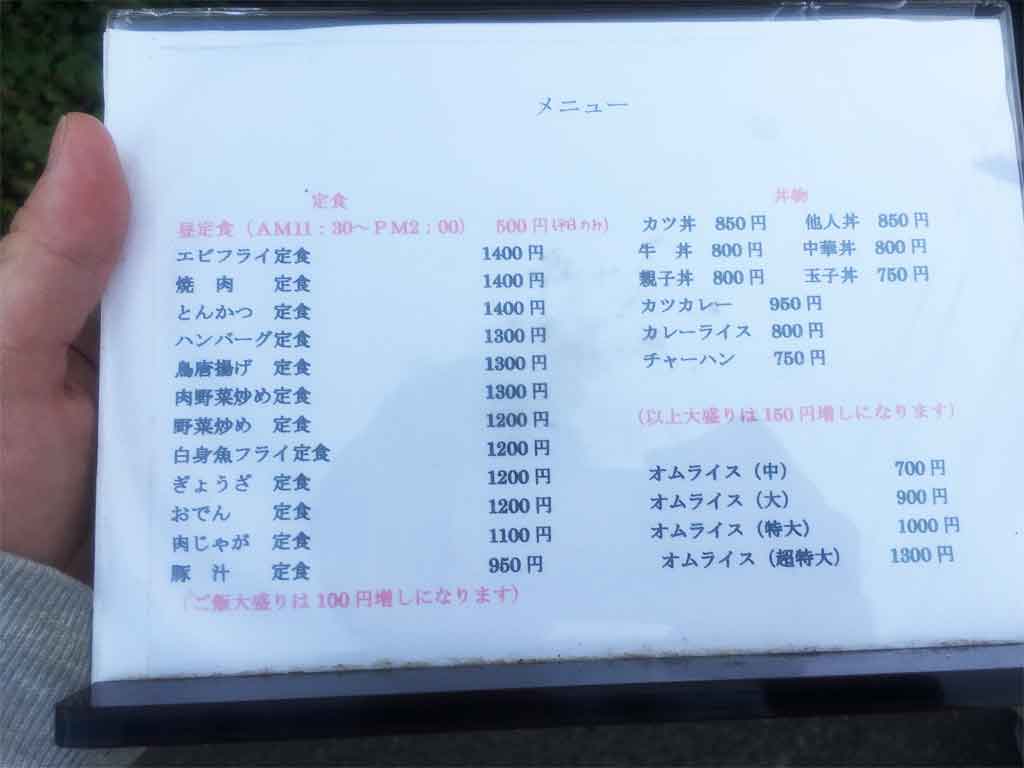 メニュー
定食
昼定食(AM11:30~PM2:00) 500円(平日のみ)
エビフライ定食 1400円
焼 肉 定食 1400円
とんかつ 定食 1400円
ハンバーグ定食 1300円
鳥唐揚げ 定食 1300円
肉野菜炒め定食 1300円
野菜炒め 定食 1200円
白身魚フライ定食 1200円
ぎょうざ 定食 1200円
おでん 定食 1200円
肉じゃが 定食 1100円
豚 汁 定食 950円
(ご飯大盛りは100円増しになります)
丼物
カツ丼 850円 他人丼 850円
牛 丼 800円 中華丼 800円
親子丼 800円 玉子丼 750円
カツカレー 950円
カレーライス 800円
チャーハン 750円
(以上大盛りは150円増しになります)
オムライス(中) 700円
オムライス(大) 900円
オムライス(特大) 1000円
オムライス(超特大) 1300円